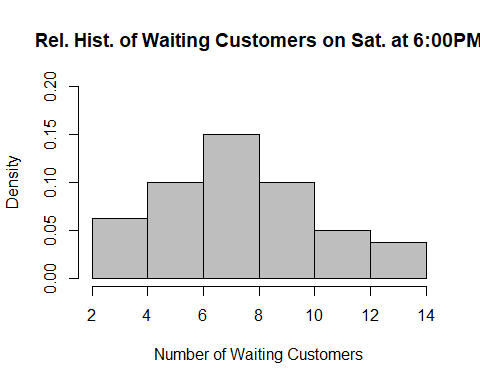 Rel. Hist. of Waiting Customers on Sat. at 6:00PM
0.20
0.15
0.10
0.05
0.00
Density
2 4 6 8 10 12 14
Number of Waiting Customers